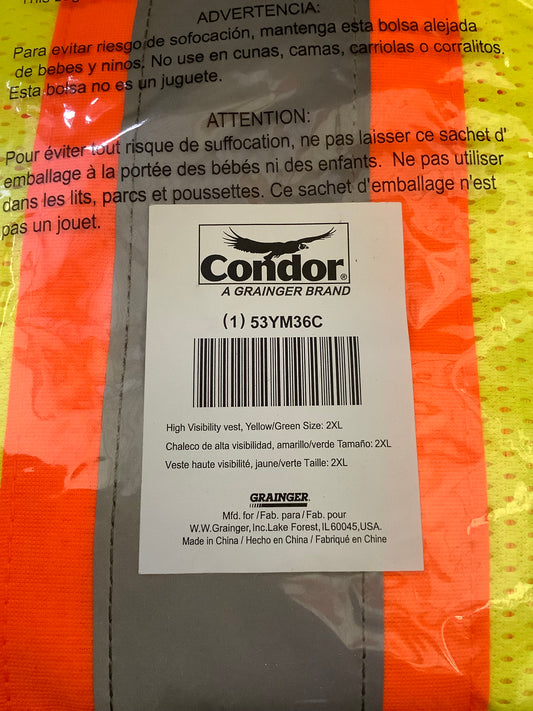 ADVERTENCIA:
Para evitar riesgo de sofocación, mantenga esta bolsa alejada
de bebes y ninos. No use en cunas, camas, carriolas o corralitos.
Esta bolsa no es un juguete.
ATTENTION:
Pour éviter tout risque de suffocation, ne pas laisser ce sachet d'
emballage à la portée des bébés ni des enfants. Ne pas utiliser
dans les lits, parcs et poussettes. Ce sachet d'emballage n'est
pas un jouet.
Condor®
A GRAINGER BRAND
(1) 53YM36C
High Visibility vest, Yellow/Green Size: 2XL
Chaleco de alta visibilidad, amarillo/verde Tamaño: 2XL
Veste haute visibilité, jaune/verte Taille: 2XL
GRAINGER
Mfd. for /Fab. para/ Fab. pour
W.W.Grainger,Inc.Lake Forest,IL60045,USA.
Made in China / Hecho en China / Fabriqué en Chine